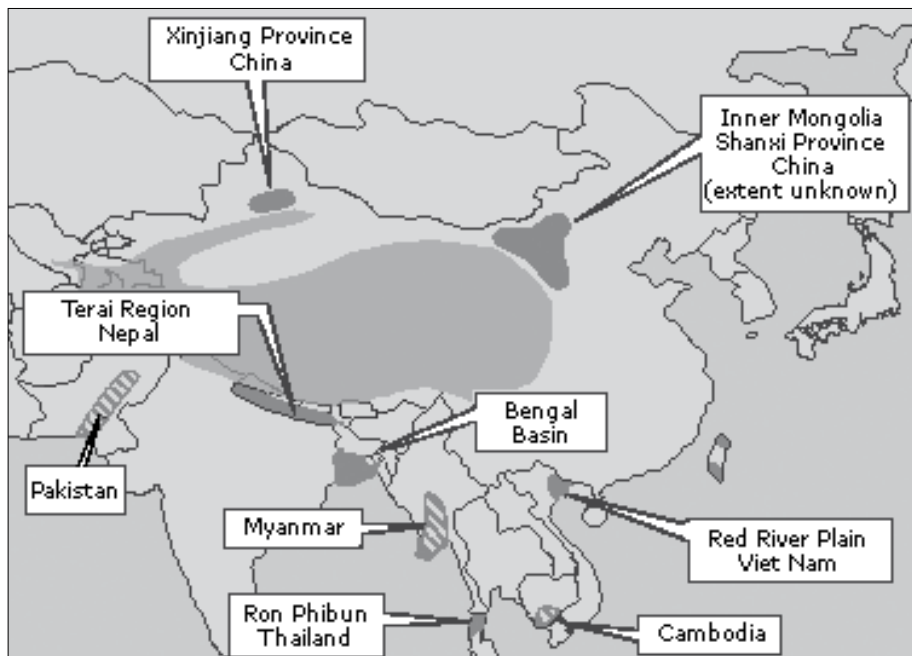 Xinjiang Province
China
Inner Mongolia
Shanxi Province
China
(extent unknown)
Terai Region
Nepal
Bengal
Basin
Pakistan
Myanmar
Red River Plain
Viet Nam
Ron Phibun
Thailand
Cambodia